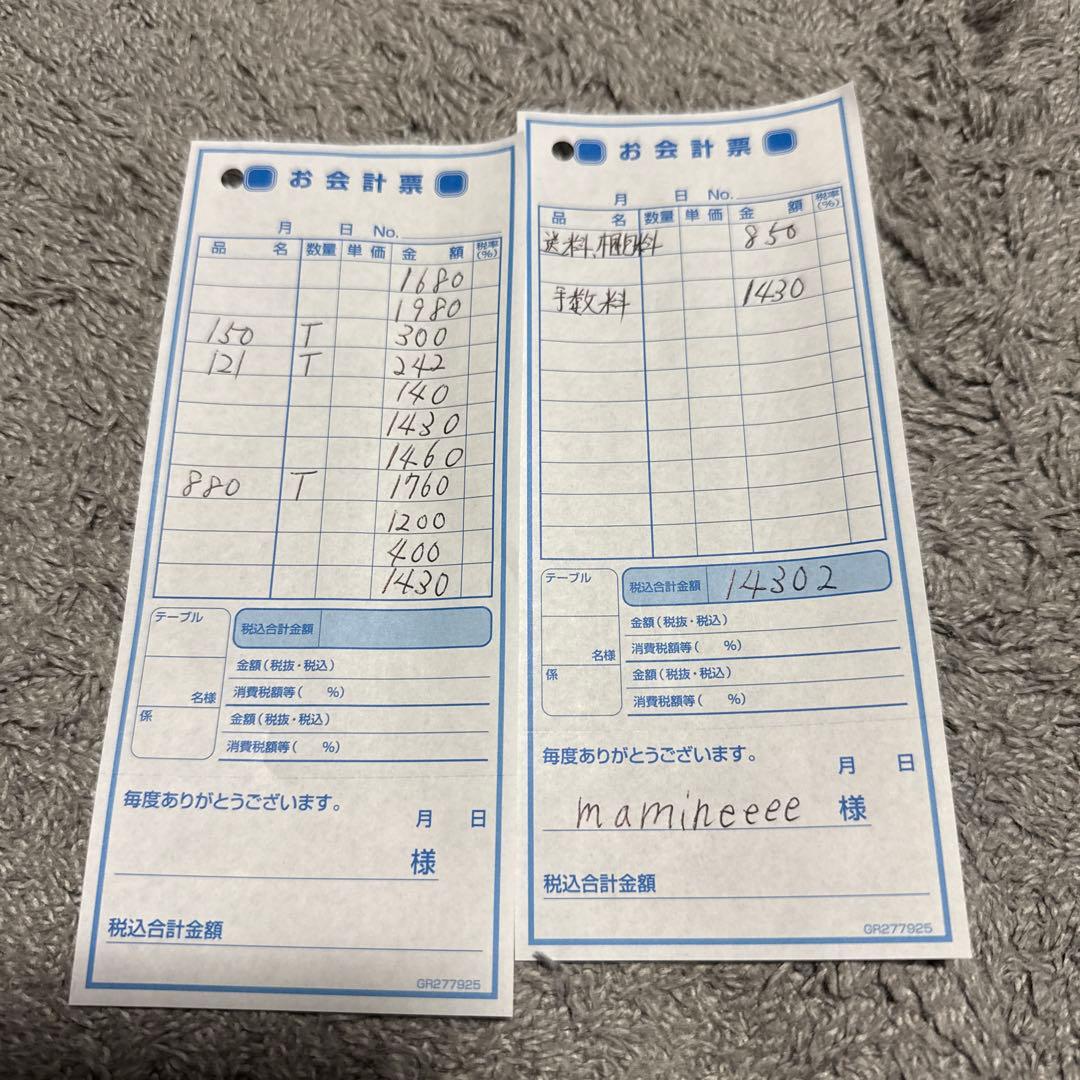 お会計票
月 日 No.
品 名 数量 単価 金 額 税率(%)
1680
1980
150 T 300
121 T 242
140
1430
1460
880 T 1760
1200
400
1430
テーブル
名様
係
税込合計金額
金額(税抜・税込)
消費税額等( %)
金額(税抜・税込)
消費税額等( %)
毎度ありがとうございます。
月 日
様
税込合計金額
GR277925
お会計票
月 日 No.
品 名 数量 単価 金 額 税率(%)
送料、梱包料 850
手数料 1430
テーブル
名様
係
税込合計金額 14302
金額(税抜・税込)
消費税額等( %)
金額(税抜・税込)
消費税額等( %)
毎度ありがとうございます。
月 日
mamineeee 様
税込合計金額
GR277925